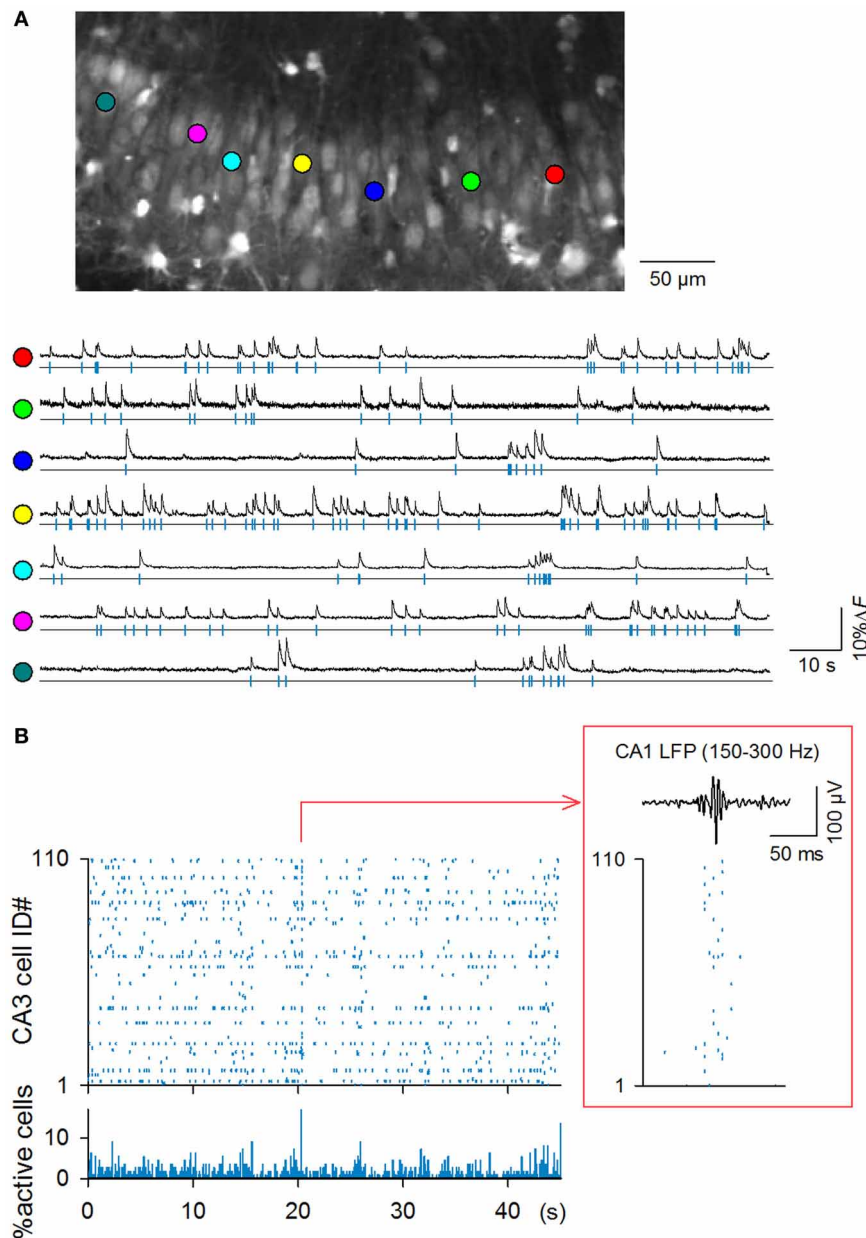 A
50 µm
10%ΔF
10 s
B
CA1 LFP (150-300 Hz)
100 µV
50 ms
110
CA3 cell ID#
1
110
1
%active cells
10
0
0
10
20
30
40
(s)